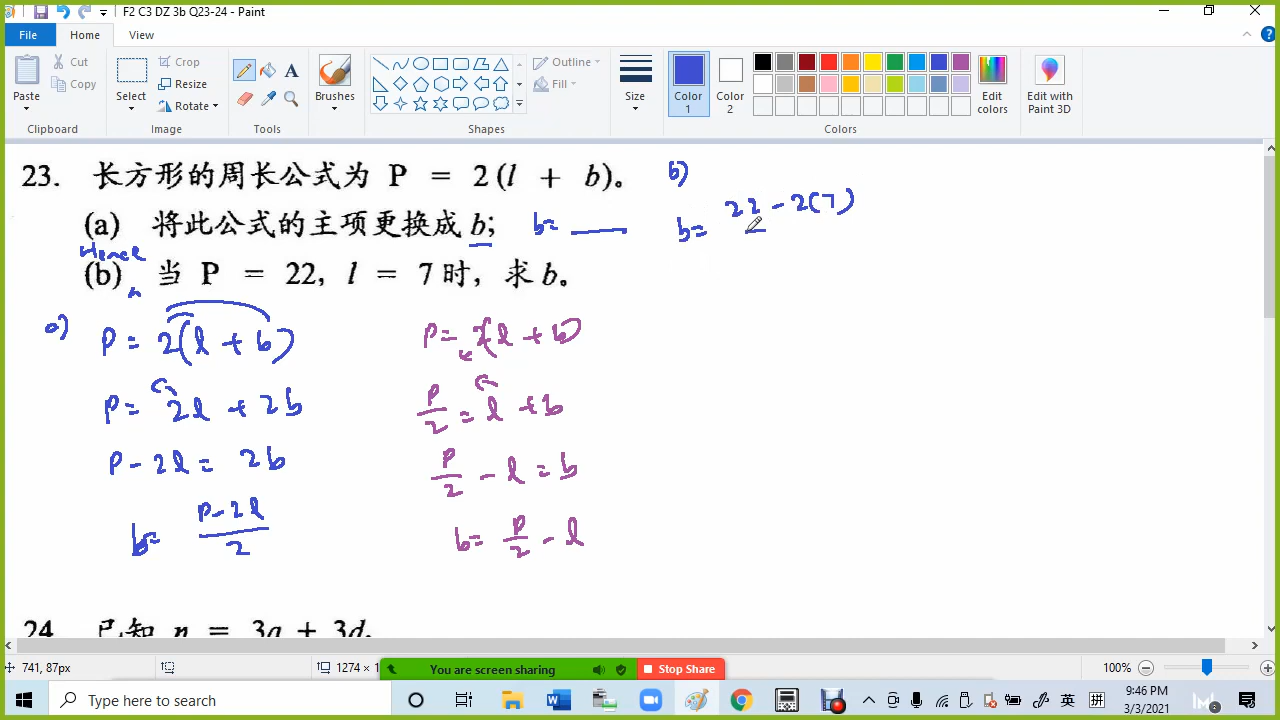 F2 C3 DZ 3b Q23-24 - Paint
File Home View
Paste Cut Copy Clipboard
Select Crop Resize Rotate Image
Tools
Brushes
Outline Fill Shapes
Size
Color 1 Color 2
Edit colors
Colors
Edit with Paint 3D
23. 长方形的周长公式为 P = 2(l + b)。
(a) 将此公式的主项更换成 b; b= ____
Hence
(b) 当 P = 22, l = 7 时, 求 b。
a) P = 2(l + b)
P = 2l + 2b
P - 2l = 2b
b = (P - 2l)/2
P = 2(l + b)
P/2 = l + b
P/2 - l = b
b = P/2 - l
b)
b = 22 - 2(7)
24. 已知 n = 3a + 3d.
741, 87px
1274 × 1
100%
You are screen sharing
Stop Share
Type here to search
英
拼
9:46 PM
3/3/2021